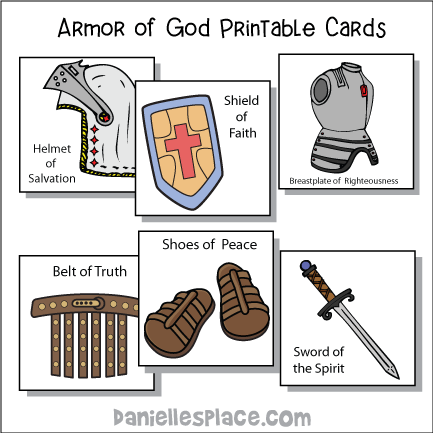 Armor of God Printable Cards
Helmet
of
Salvation
Shield
of
Faith
Breastplate of Righteousness
Belt of Truth
Shoes of Peace
Sword of
the Spirit
DaniellesPlace.com